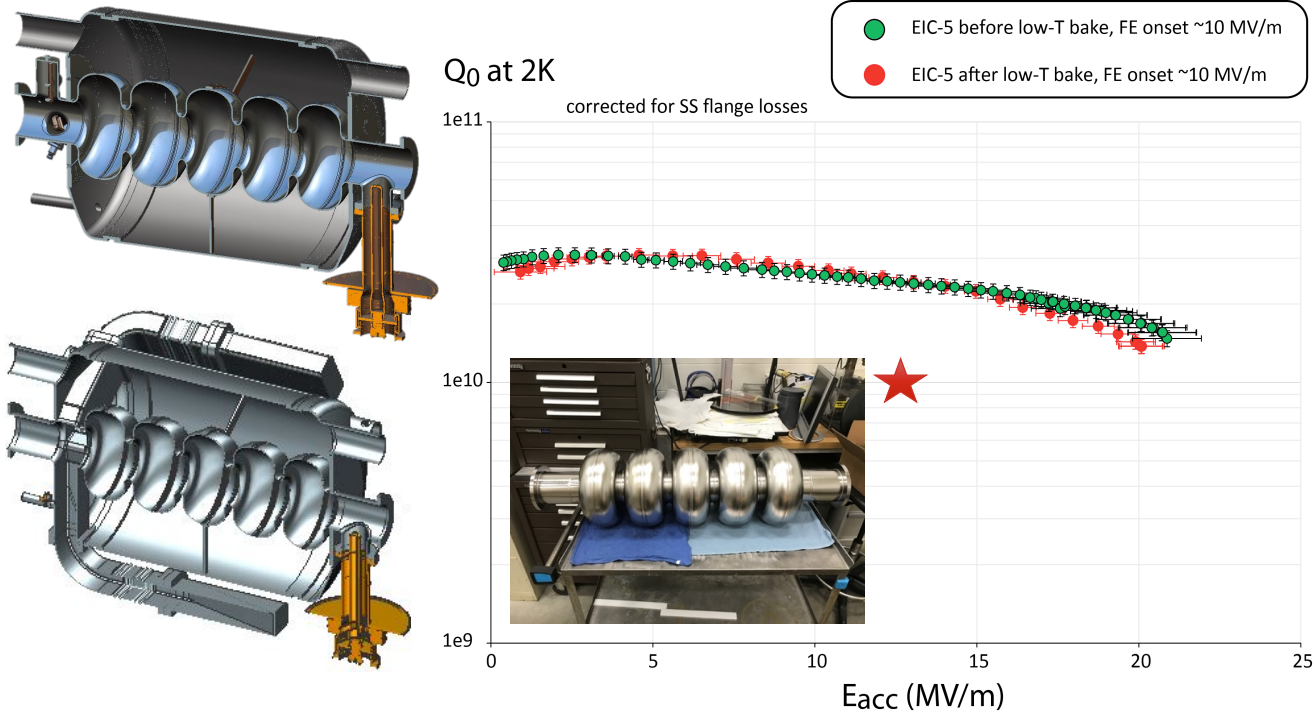 EIC-5 before low-T bake, FE onset ~10 MV/m
EIC-5 after low-T bake, FE onset ~10 MV/m
Q0 at 2K
corrected for SS flange losses
1e11
1e10
1e9
0
5
10
15
20
25
Eacc (MV/m)